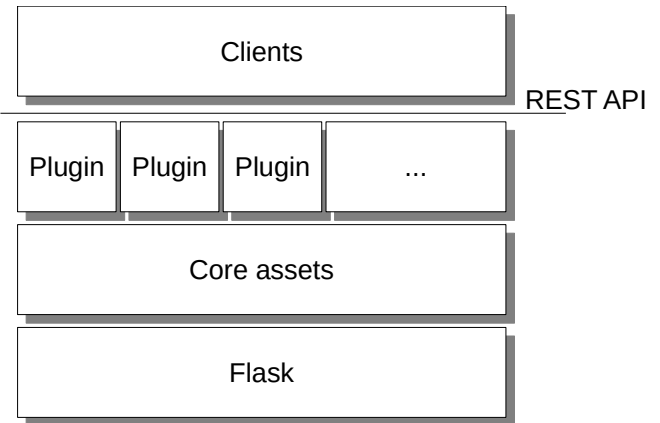 Clients
REST API
Plugin Plugin Plugin ...
Core assets
Flask